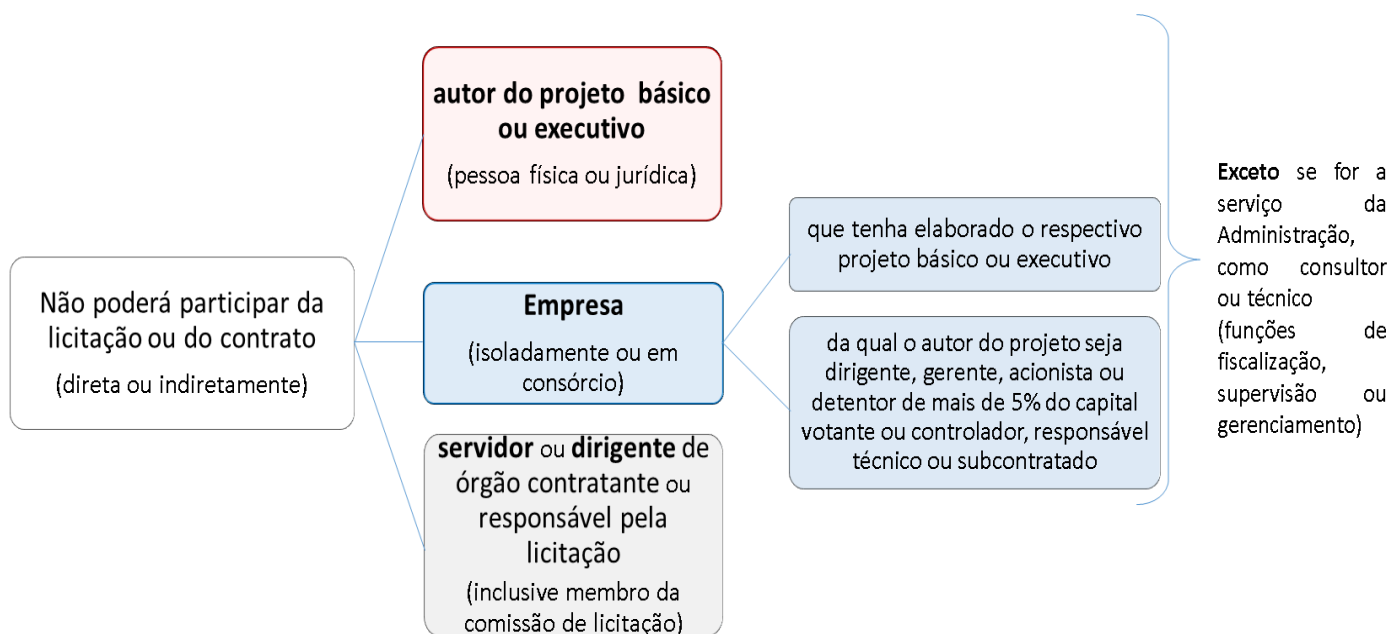 Não poderá participar da
licitação ou do contrato
(direta ou indiretamente)
autor do projeto básico
ou executivo
(pessoa física ou jurídica)
Empresa
(isoladamente ou em
consórcio)
servidor ou dirigente de
órgão contratante ou
responsável pela
licitação
(inclusive membro da
comissão de licitação)
que tenha elaborado o respectivo
projeto básico ou executivo
da qual o autor do projeto seja
dirigente, gerente, acionista ou
detentor de mais de 5% do capital
votante ou controlador, responsável
técnico ou subcontratado
Exceto se for a
serviço da
Administração,
como consultor
ou técnico
(funções de
fiscalização,
supervisão ou
gerenciamento)